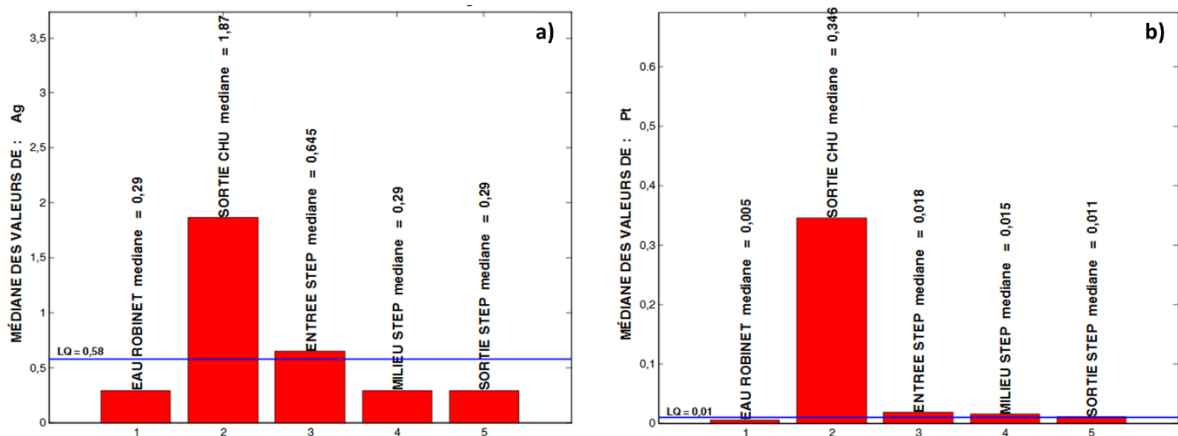 a)
MÉDIANE DES VALEURS DE : Ag
3,5
3
2,5
2
1,5
1
0,5
0
LQ = 0,58
EAU ROBINET mediane = 0,29
SORTIE CHU mediane = 1,87
ENTREE STEP mediane = 0,645
MILIEU STEP mediane = 0,29
SORTIE STEP mediane = 0,29
1 2 3 4 5
b)
MÉDIANE DES VALEURS DE : Pt
0.6
0,5
0,4
0,3
0,2
0,1
0
LQ = 0,01
EAU ROBINET mediane = 0,005
SORTIE CHU mediane = 0,346
ENTREE STEP mediane = 0,018
MILIEU STEP mediane = 0,015
SORTIE STEP mediane = 0,011
1 2 3 4 5